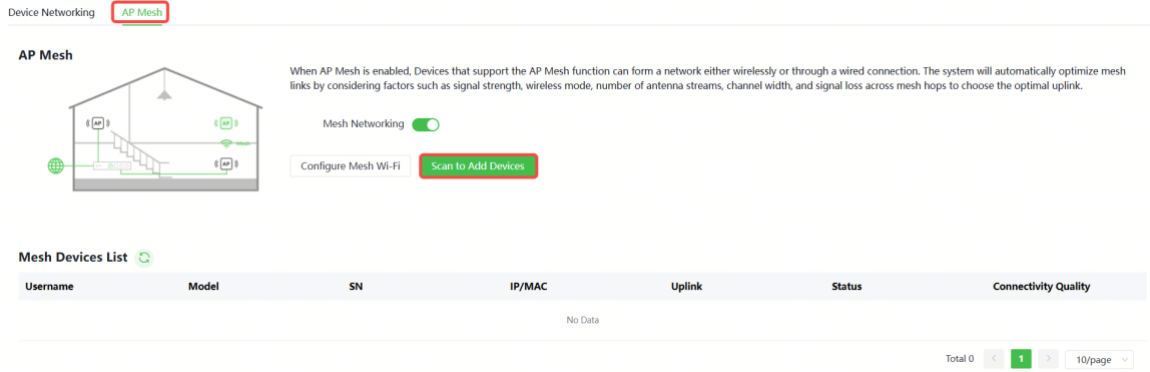 Device Networking AP Mesh
AP Mesh
When AP Mesh is enabled, Devices that support the AP Mesh function can form a network either wirelessly or through a wired connection. The system will automatically optimize mesh
links by considering factors such as signal strength, wireless mode, number of antenna streams, channel width, and signal loss across mesh hops to choose the optimal uplink.
AP AP
Mesh Networking
AP
Configure Mesh Wi-Fi Scan to Add Devices
Mesh Devices List
Username Model SN IP/MAC Uplink Status Connectivity Quality
No Data
Total 0 < 1 > 10/page